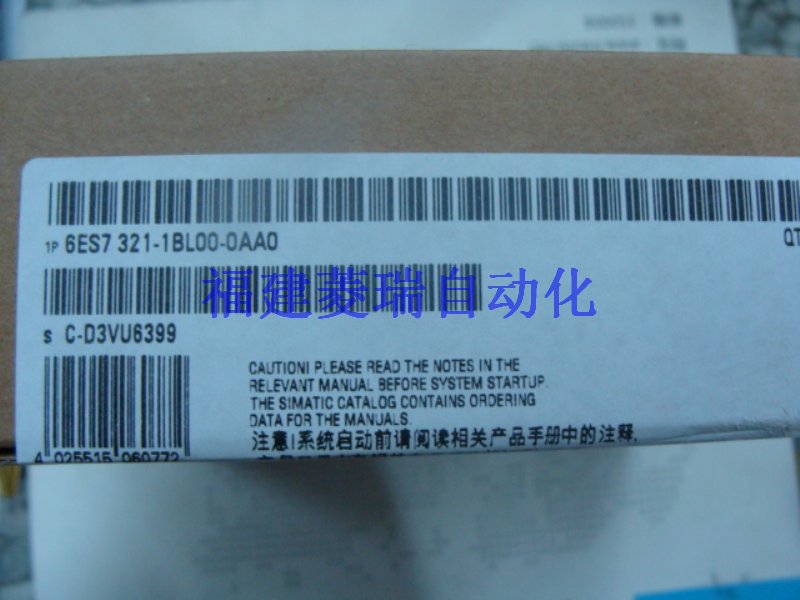 1P 6ES7 321-1BL00-0AA0
QT
福建菱瑞自动化
S C-D3VU6399
CAUTION! PLEASE READ THE NOTES IN THE
RELEVANT MANUAL BEFORE SYSTEM STARTUP.
THE SIMATIC CATALOG CONTAINS ORDERING
DATA FOR THE MANUALS.
注意!系统启动前请阅读相关产品手册中的注释,
4 025515 060772